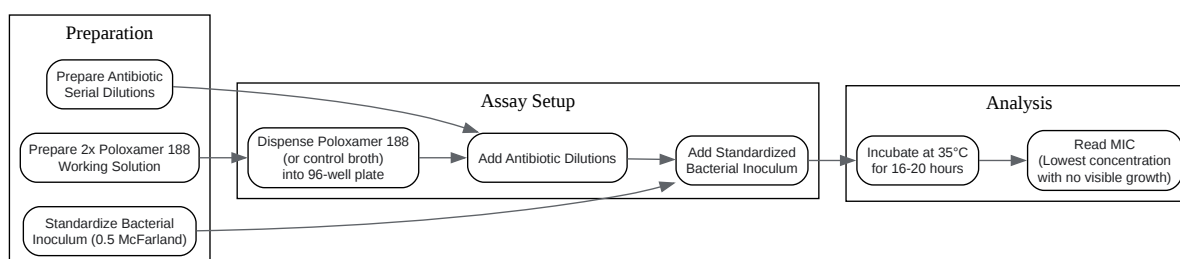 Preparation
Prepare Antibiotic
Serial Dilutions
Prepare 2x Poloxamer 188
Working Solution
Standardize Bacterial
Inoculum (0.5 McFarland)
Assay Setup
Dispense Poloxamer 188
(or control broth)
into 96-well plate
Add Antibiotic Dilutions
Add Standardized
Bacterial Inoculum
Analysis
Incubate at 35°C
for 16-20 hours
Read MIC
(Lowest concentration
with no visible growth)